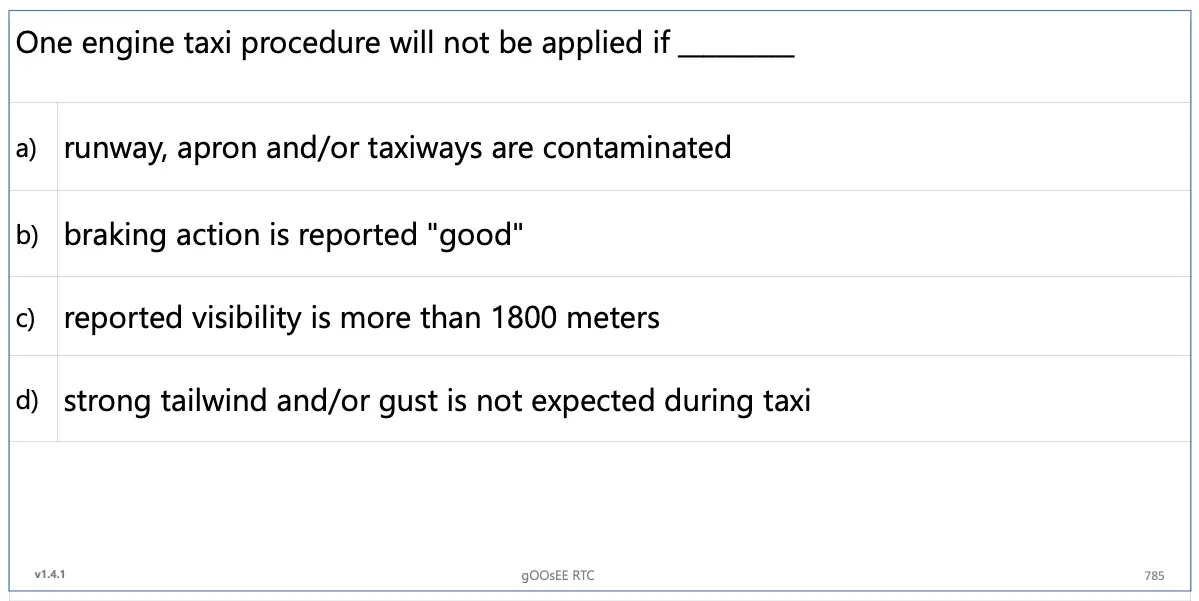 One engine taxi procedure will not be applied if ________
a) runway, apron and/or taxiways are contaminated
b) braking action is reported "good"
c) reported visibility is more than 1800 meters
d) strong tailwind and/or gust is not expected during taxi
v1.4.1 gOOsEE RTC 785